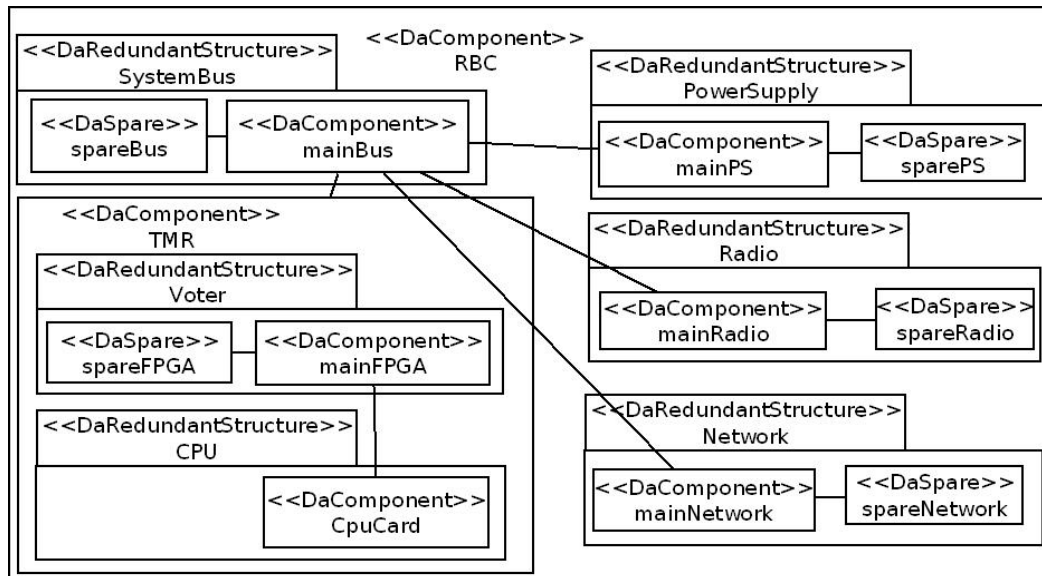 <<DaComponent>>
RBC
<<DaRedundantStructure>>
SystemBus
<<DaSpare>>
spareBus
<<DaComponent>>
mainBus
<<DaRedundantStructure>>
PowerSupply
<<DaComponent>>
mainPS
<<DaSpare>>
sparePS
<<DaComponent>>
TMR
<<DaRedundantStructure>>
Voter
<<DaSpare>>
spareFPGA
<<DaComponent>>
mainFPGA
<<DaRedundantStructure>>
CPU
<<DaComponent>>
CpuCard
<<DaRedundantStructure>>
Radio
<<DaComponent>>
mainRadio
<<DaSpare>>
spareRadio
<<DaRedundantStructure>>
Network
<<DaComponent>>
mainNetwork
<<DaSpare>>
spareNetwork